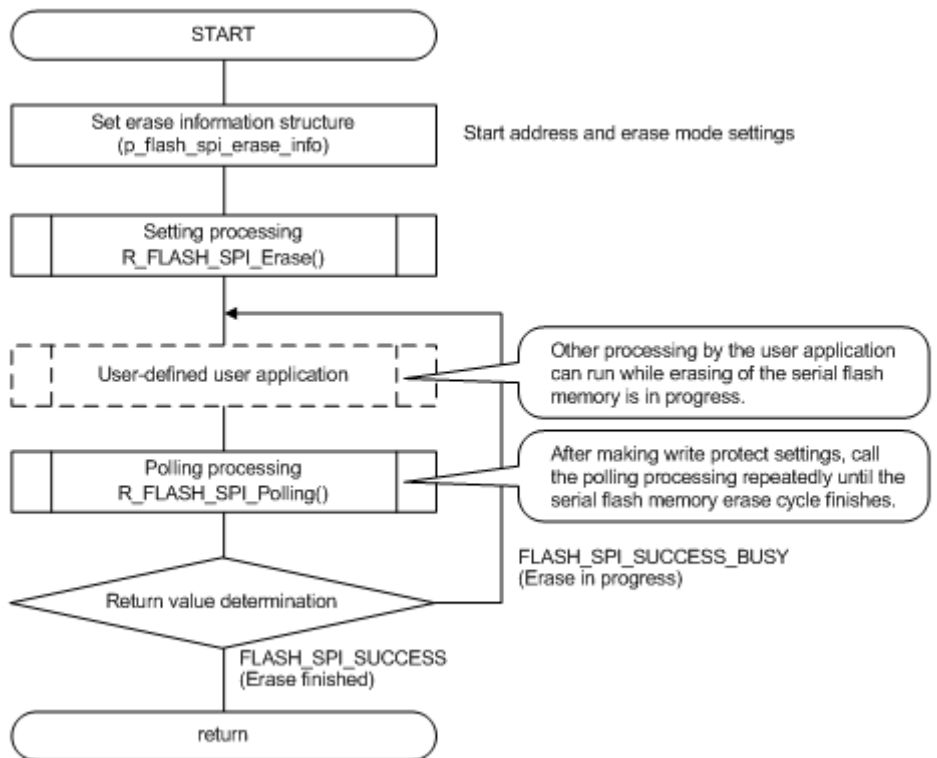 START
Set erase information structure
(p_flash_spi_erase_info)
Start address and erase mode settings
Setting processing
R_FLASH_SPI_Erase()
User-defined user application
Other processing by the user application
can run while erasing of the serial flash
memory is in progress.
Polling processing
R_FLASH_SPI_Polling()
After making write protect settings, call
the polling processing repeatedly until the
serial flash memory erase cycle finishes.
FLASH_SPI_SUCCESS_BUSY
(Erase in progress)
Return value determination
FLASH_SPI_SUCCESS
(Erase finished)
return